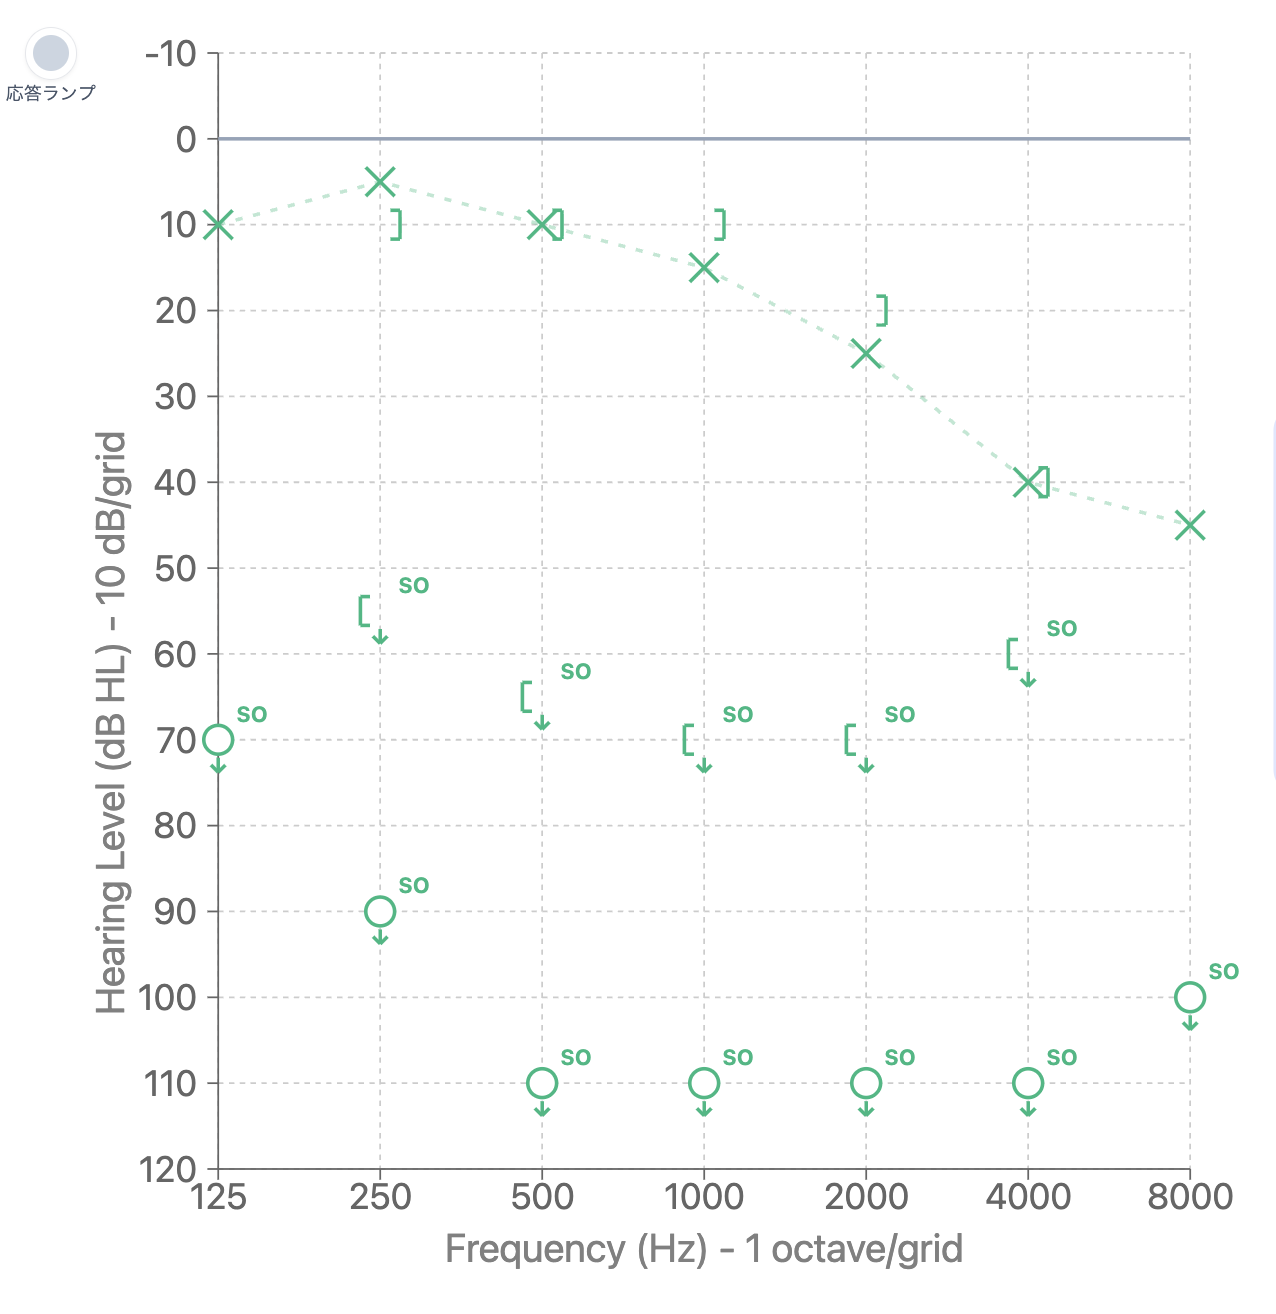 応答ランプ
-10
0
10
20
30
40
50
60
70
80
90
100
110
120
Hearing Level (dB HL) - 10 dB/grid
so
so
so
so
so
so
so
so
so
so
so
so
125 250 500 1000 2000 4000 8000
Frequency (Hz) - 1 octave/grid